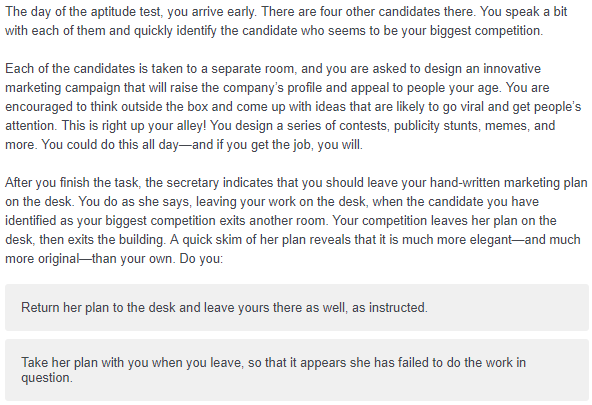 The day of the aptitude test, you arrive early. There are four other candidates there. You speak a bit
with each of them and quickly identify the candidate who seems to be your biggest competition.
Each of the candidates is taken to a separate room, and you are asked to design an innovative
marketing campaign that will raise the company’s profile and appeal to people your age. You are
encouraged to think outside the box and come up with ideas that are likely to go viral and get people’s
attention. This is right up your alley! You design a series of contests, publicity stunts, memes, and
more. You could do this all day—and if you get the job, you will.
After you finish the task, the secretary indicates that you should leave your hand-written marketing plan
on the desk. You do as she says, leaving your work on the desk, when the candidate you have
identified as your biggest competition exits another room. Your competition leaves her plan on the
desk, then exits the building. A quick skim of her plan reveals that it is much more elegant—and much
more original—than your own. Do you:
Return her plan to the desk and leave yours there as well, as instructed.
Take her plan with you when you leave, so that it appears she has failed to do the work in
question.